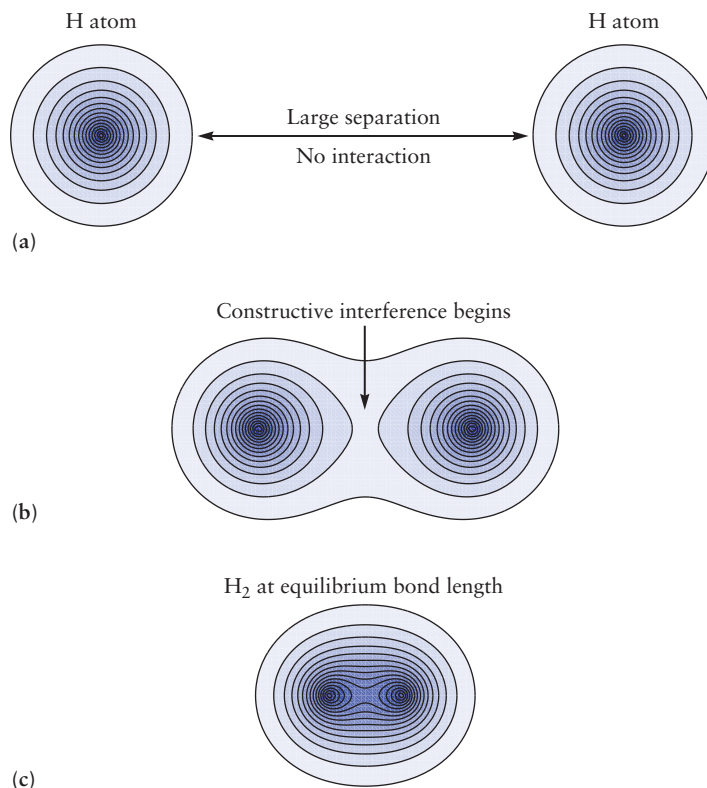 H atom
H atom
Large separation
No interaction
(a)
Constructive interference begins
(b)
H₂ at equilibrium bond length
(c)